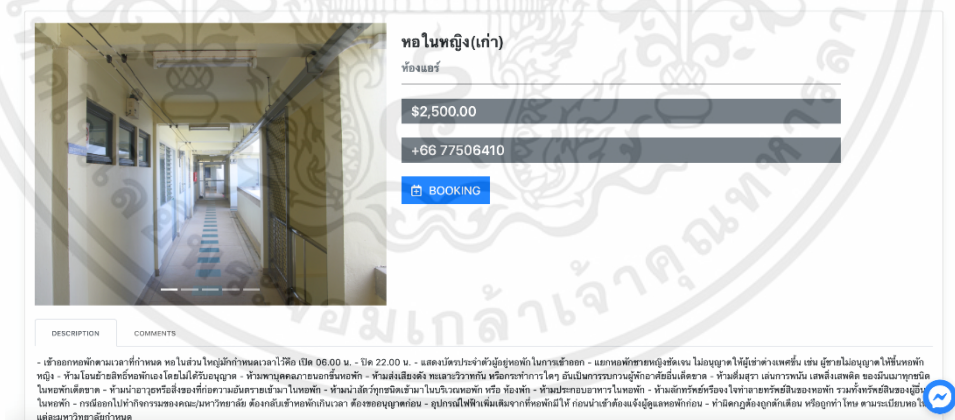 หอในหญิง(เก่า)
ห้องแอร์
$2,500.00
+66 77506410
BOOKING
DESCRIPTION
COMMENTS
- เข้าออกหอพักตามเวลาที่กำหนด หอในส่วนใหญ่มักกำหนดเวลาไว้คือ เปิด 06.00 น. - ปิด 22.00 น. - แสดงบัตรประจำตัวผู้อยู่หอพักในการเข้าออก - แยกหอพักชายหญิงชัดเจน ไม่อนุญาตให้ผู้เช่าต่างเพศขึ้น เช่น ผู้ชายไม่อนุญาตให้ขึ้นหอพัก
หญิง - ห้ามโอนย้ายสิทธิ์หอพักเองโดยไม่ได้รับอนุญาต - ห้ามพาบุคคลภายนอกขึ้นหอพัก - ห้ามส่งเสียงดัง ทะเลาะวิวาทกัน หรือกระทำการใดๆ อันเป็นการรบกวนผู้พักอาศัยอื่นเด็ดขาด - ห้ามดื่มสุรา เล่นการพนัน เสพสิ่งเสพติด ของมึนเมาทุกชนิด
ในหอพักเด็ดขาด - ห้ามนำอาวุธหรือสิ่งของที่ก่อความอันตรายเข้ามาในหอพัก - ห้ามนำสัตว์ทุกชนิดเข้ามาในบริเวณหอพัก หรือ ห้องพัก - ห้ามประกอบอาหารในหอพัก - ห้ามลักทรัพย์หรือจงใจทำลายทรัพย์สินของหอพัก รวมทั้งทรัพย์สินของผู้อื่น
ในหอพัก - กรณีออกไปทำกิจกรรมของคณะ/มหาวิทยาลัย ต้องกลับเข้าหอพักเกินเวลา ต้องขออนุญาตก่อน - อุปกรณ์ไฟฟ้าเพิ่มเติมจากที่หอพักมีให้ ก่อนนำเข้าต้องแจ้งผู้ดูแลหอพักก่อน - ทำผิดกฎต้องถูกตักเตือน หรือถูกทำโทษ ตามระเบียบหอ
และมหาวิทยาลัยกำหนด